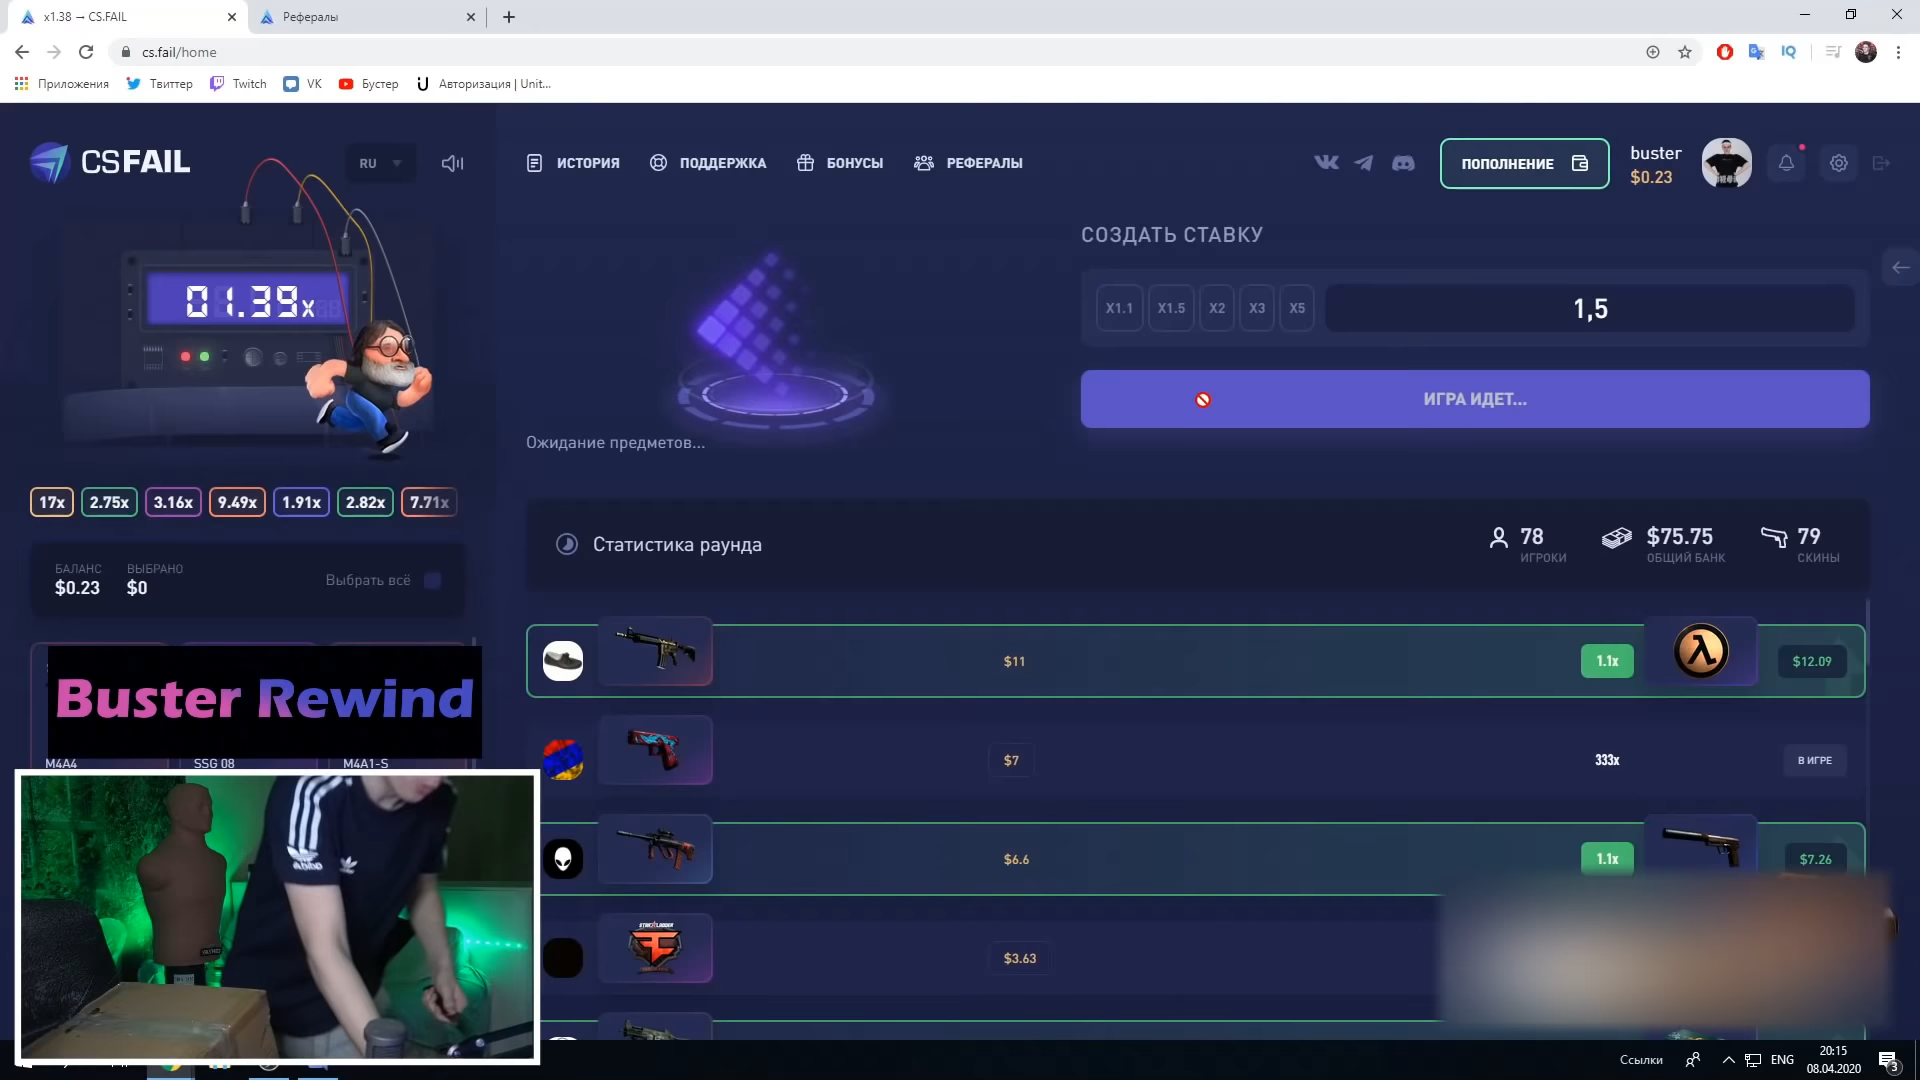 x1.38 → CS.FAIL
Рефералы
cs.fail/home
Приложения
Твиттер
Twitch
VK
Бустер
Авторизация | Unit...
CSFAIL
RU
ИСТОРИЯ
ПОДДЕРЖКА
БОНУСЫ
РЕФЕРАЛЫ
ПОПОЛНЕНИЕ
buster
$0.23
СОЗДАТЬ СТАВКУ
01.39x
X1.1
X1.5
X2
X3
X5
1,5
ИГРА ИДЕТ...
Ожидание предметов...
17x
2.75x
3.16x
9.49x
1.91x
2.82x
7.71x
Статистика раунда
78
ИГРОКИ
$75.75
ОБЩИЙ БАНК
79
СКИНЫ
БАЛАНС
$0.23
ВЫБРАНО
$0
Выбрать всё
$11
1.1x
$12.09
Buster Rewind
M4A4
SSG 08
M4A1-S
$7
333x
В ИГРЕ
$6.6
1.1x
$7.26
$3.63
Ссылки
ENG
20:15
08.04.2020
3